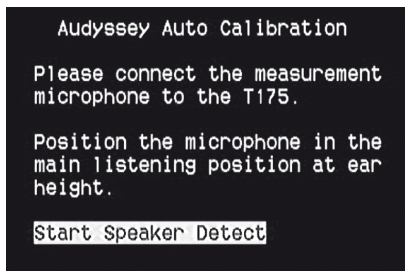 Audyssey Auto Calibration
Please connect the measurement
microphone to the T175.
Position the microphone in the
main listening position at ear
height.
Start Speaker Detect